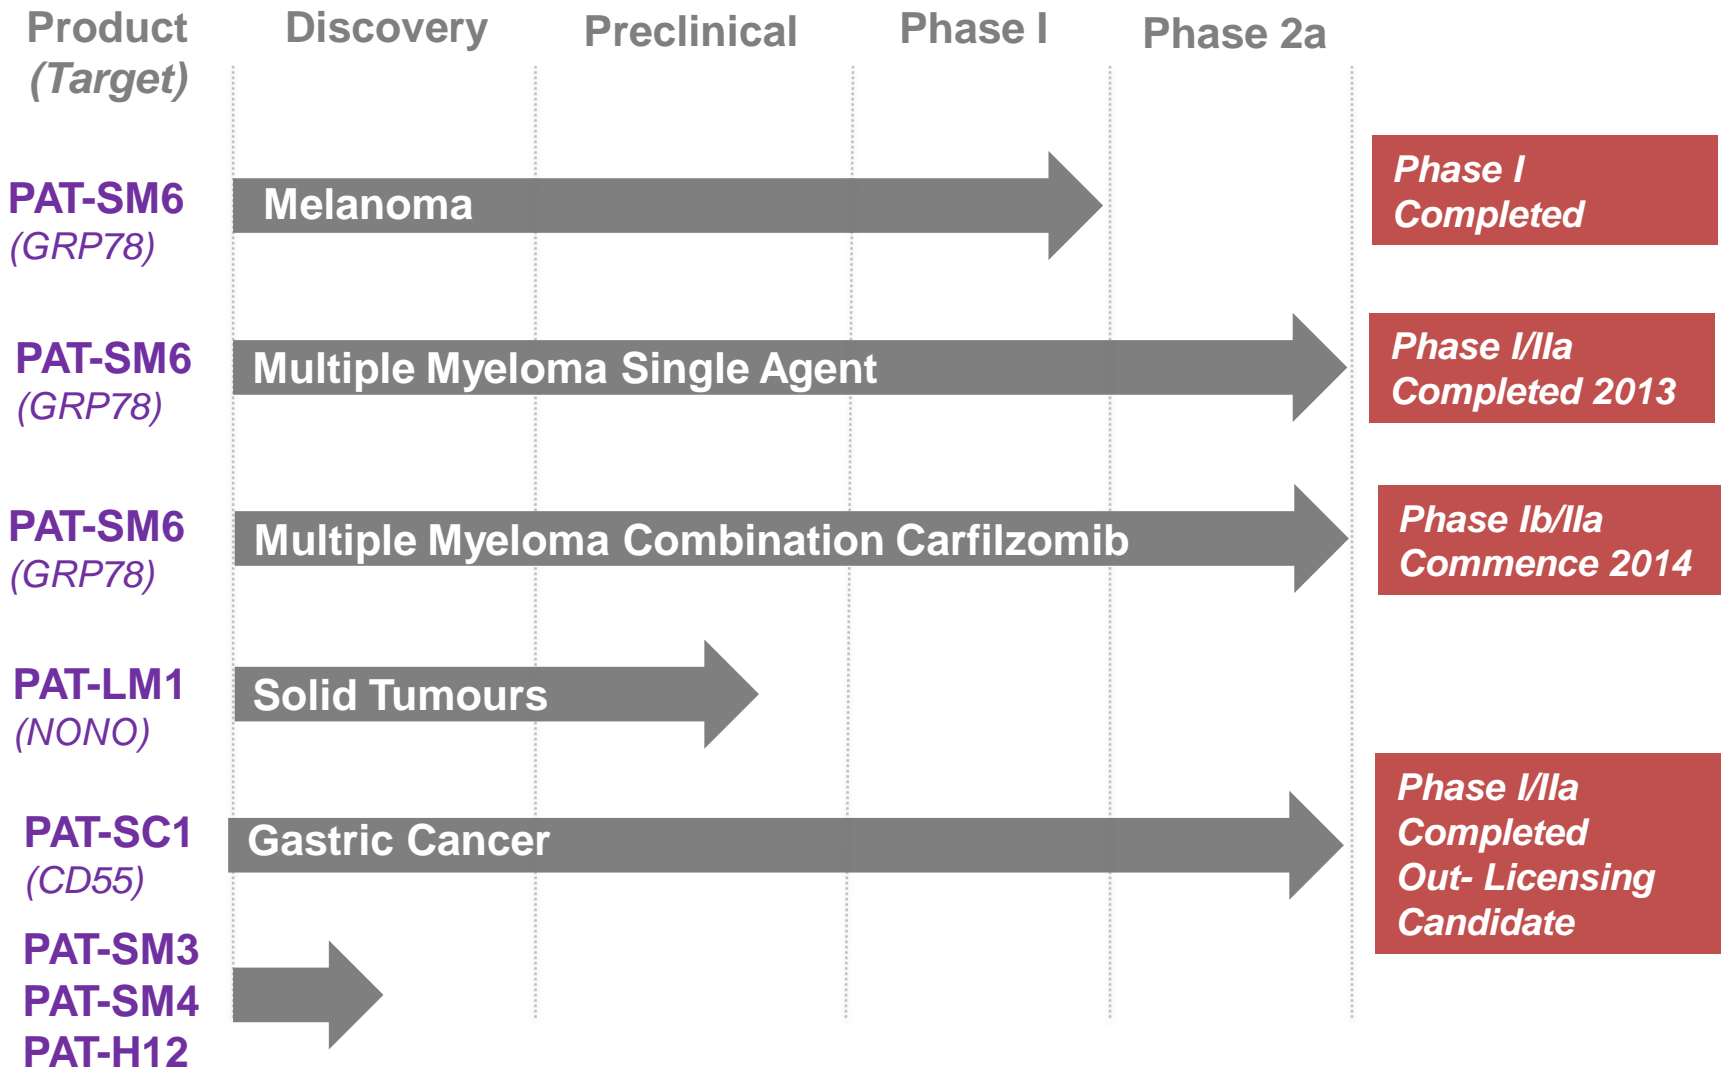 Product
(Target)
Discovery
Preclinical
Phase I
Phase 2a
PAT-SM6
(GRP78)
Melanoma
Phase I
Completed
PAT-SM6
(GRP78)
Multiple Myeloma Single Agent
Phase I/IIa
Completed 2013
PAT-SM6
(GRP78)
Multiple Myeloma Combination Carfilzomib
Phase Ib/IIa
Commence 2014
PAT-LM1
(NONO)
Solid Tumours
PAT-SC1
(CD55)
Gastric Cancer
Phase I/IIa
Completed
Out- Licensing
Candidate
PAT-SM3
PAT-SM4
PAT-H12